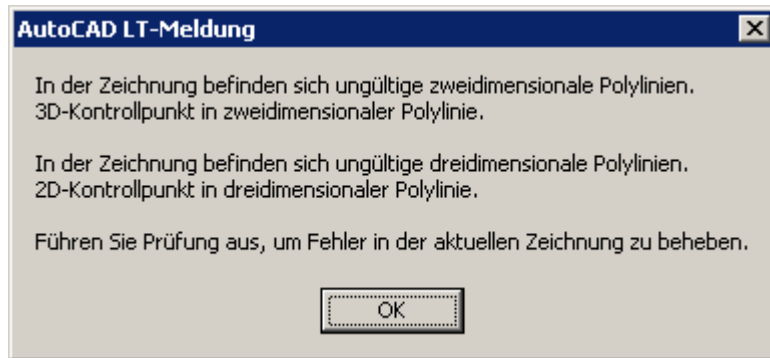 AutoCAD LT-Meldung
In der Zeichnung befinden sich ungültige zweidimensionale Polylinien.
3D-Kontrollpunkt in zweidimensionaler Polylinie.
In der Zeichnung befinden sich ungültige dreidimensionale Polylinien.
2D-Kontrollpunkt in dreidimensionaler Polylinie.
Führen Sie Prüfung aus, um Fehler in der aktuellen Zeichnung zu beheben.
OK